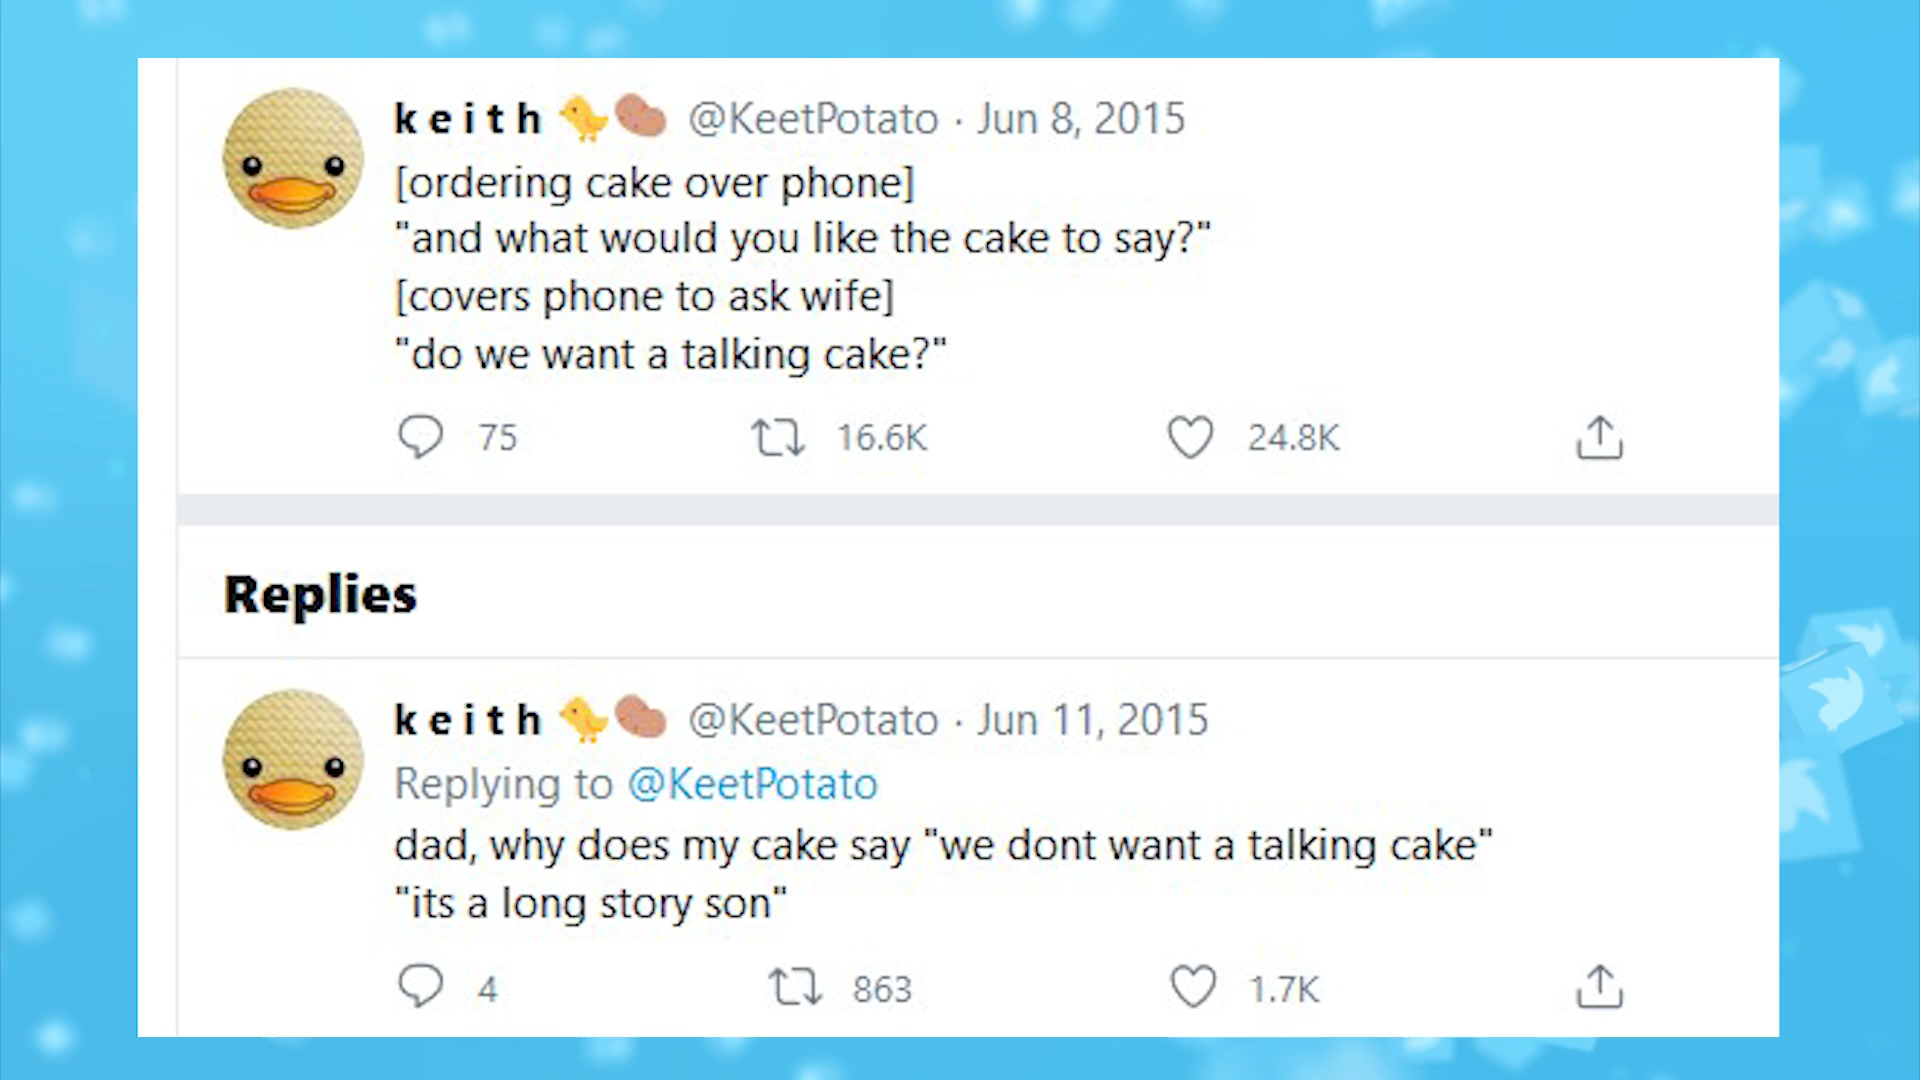 k e i t h 🐤🥔 @KeetPotato · Jun 8, 2015
[ordering cake over phone]
"and what would you like the cake to say?"
[covers phone to ask wife]
"do we want a talking cake?"
75 16.6K 24.8K
Replies
k e i t h 🐤🥔 @KeetPotato · Jun 11, 2015
Replying to @KeetPotato
dad, why does my cake say "we dont want a talking cake"
"its a long story son"
4 863 1.7K